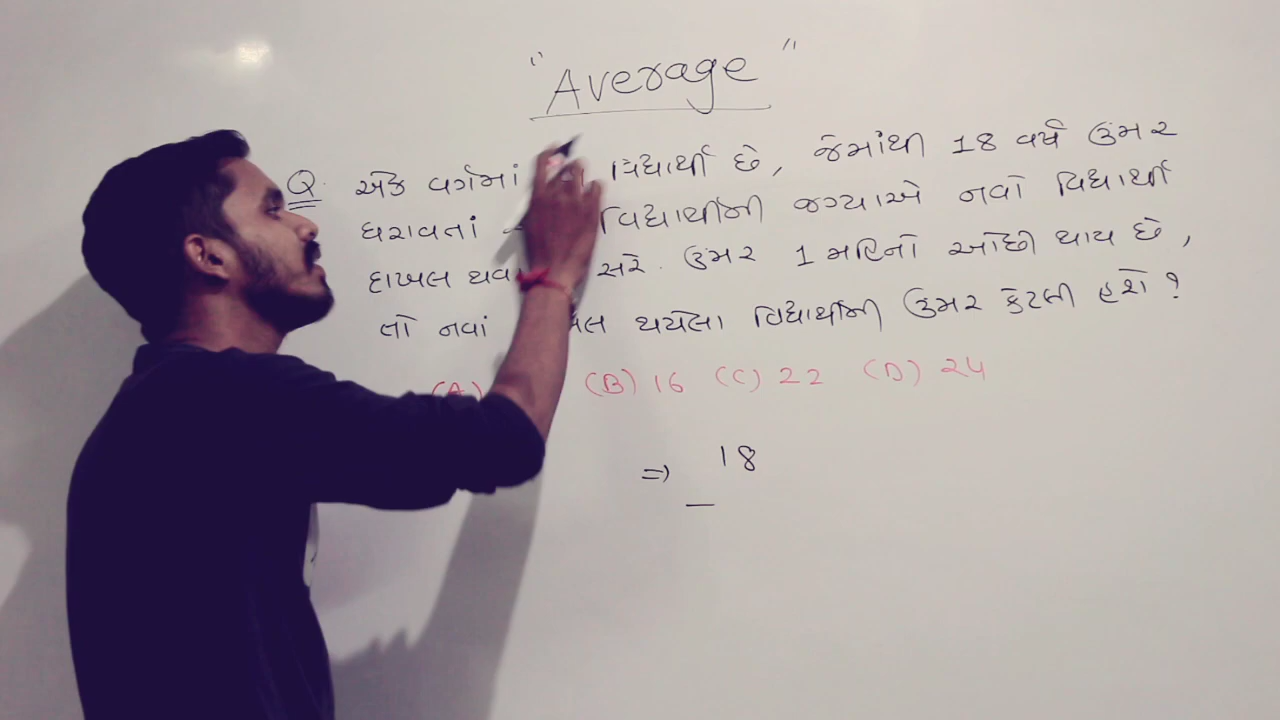 "Average"
Q. એક વર્ગમાં વિદ્યાર્થી છે, જેમાંથી 18 વર્ષ ઉંમર
ધરાવતાં વિદ્યાર્થીની જગ્યાએ નવો વિદ્યાર્થી
દાખલ સરે. ઉંમર 1 મહિનો ઓછી થાય છે,
તો નવાં થયેલા વિદ્યાર્થીની ઉંમર કેટલી હશે?
(A) (B) 16 (C) 22 (D) 24
⇒ 18
—